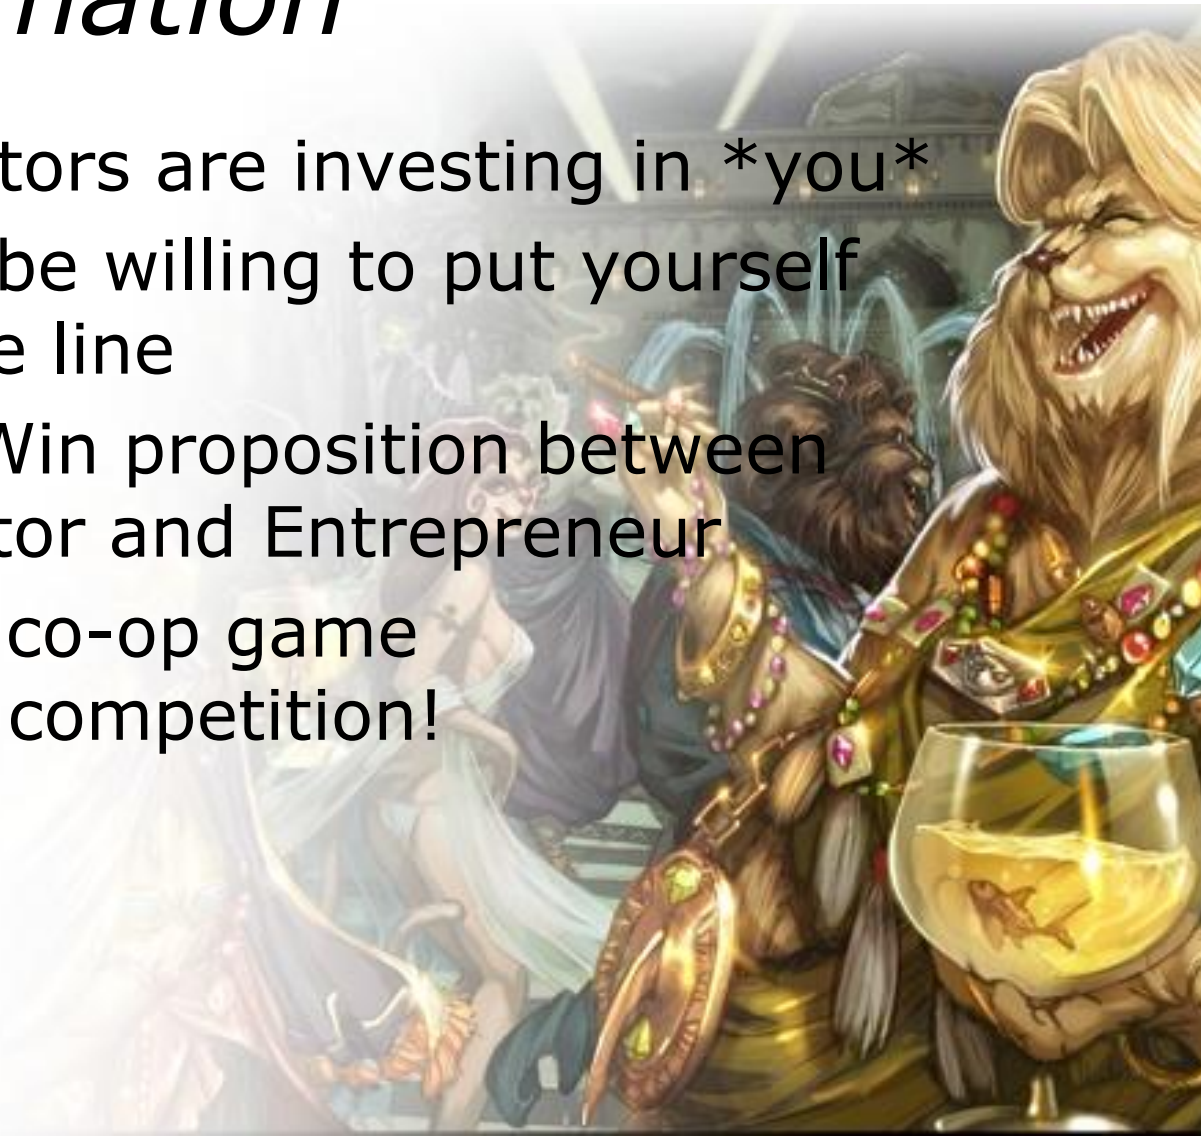 nation
tors are investing in *you*
be willing to put yourself
e line
Win proposition between
tor and Entrepreneur
co-op game
competition!